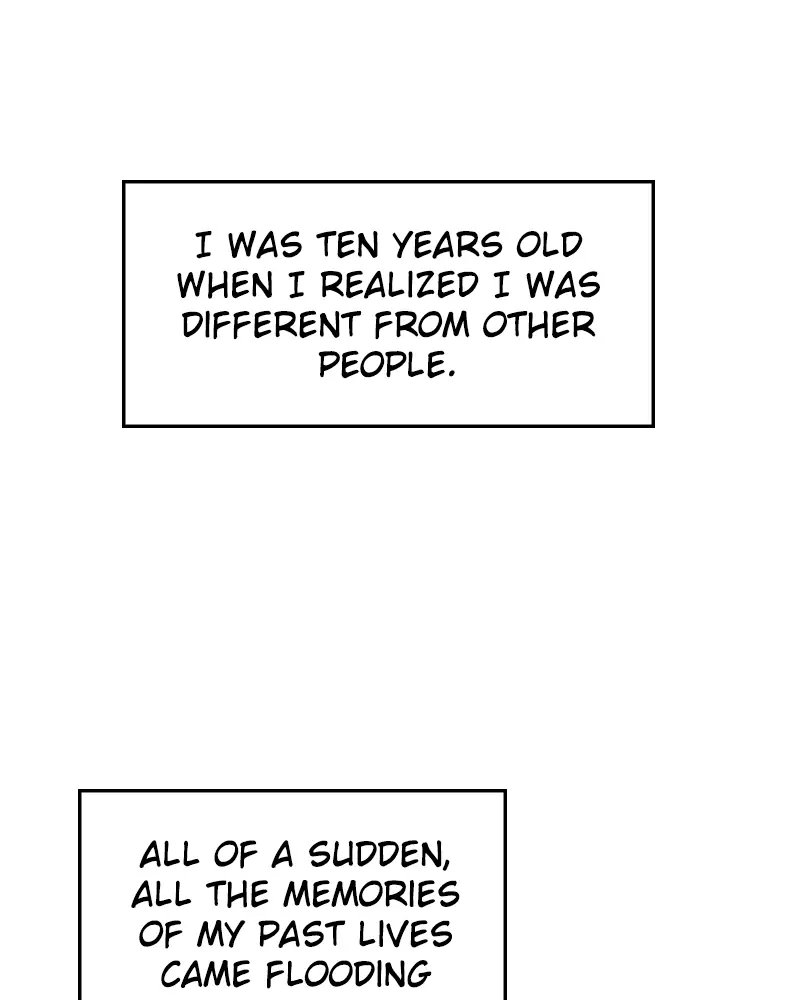 I WAS TEN YEARS OLD
WHEN I REALIZED I WAS
DIFFERENT FROM OTHER
PEOPLE.
ALL OF A SUDDEN,
ALL THE MEMORIES
OF MY PAST LIVES
CAME FLOODING